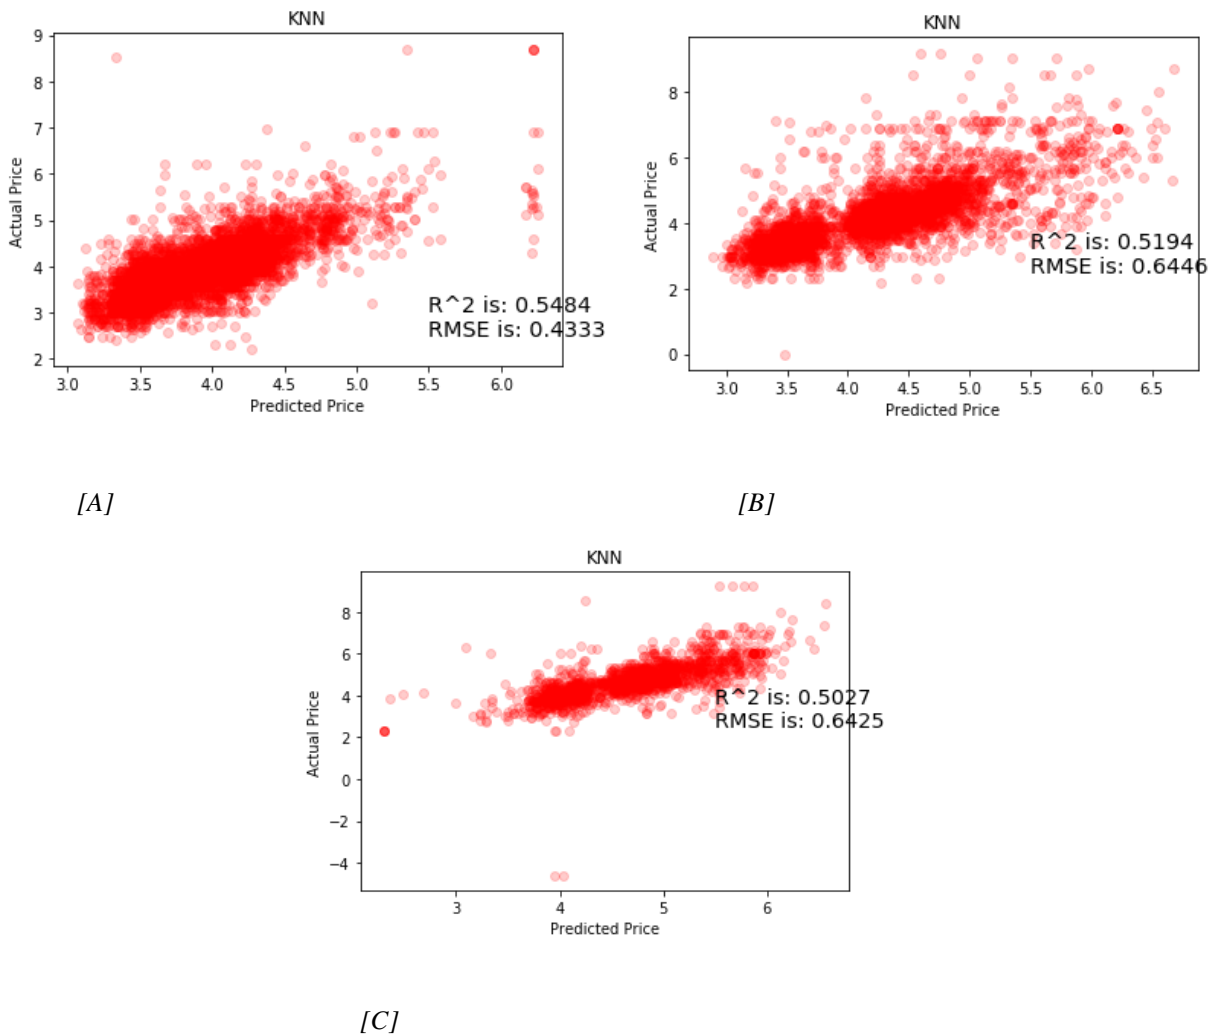 KNN
Actual Price
9
8
7
6
5
4
3
2
R^2 is: 0.5484
RMSE is: 0.4333
3.0 3.5 4.0 4.5 5.0 5.5 6.0
Predicted Price
[A]
KNN
Actual Price
8
6
4
2
0
R^2 is: 0.5194
RMSE is: 0.6446
3.0 3.5 4.0 4.5 5.0 5.5 6.0 6.5
Predicted Price
[B]
KNN
Actual Price
8
6
4
2
0
−2
−4
R^2 is: 0.5027
RMSE is: 0.6425
3 4 5 6
Predicted Price
[C]